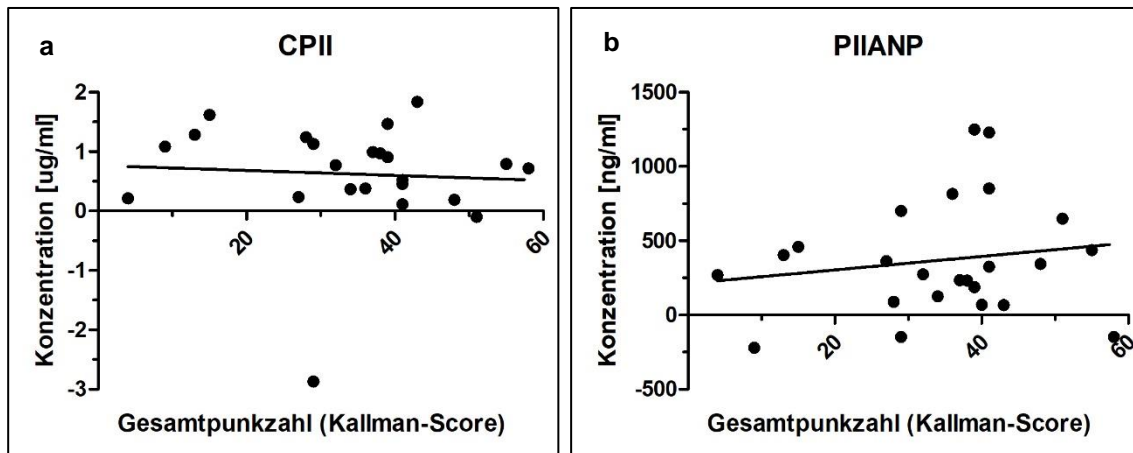 a
CPII
Konzentration [ug/ml]
2
1
0
-1
-2
-3
20
40
60
Gesamtpunkzahl (Kallman-Score)
b
PIIANP
Konzentration [ng/ml]
1500
1000
500
0
-500
20
40
60
Gesamtpunkzahl (Kallman-Score)